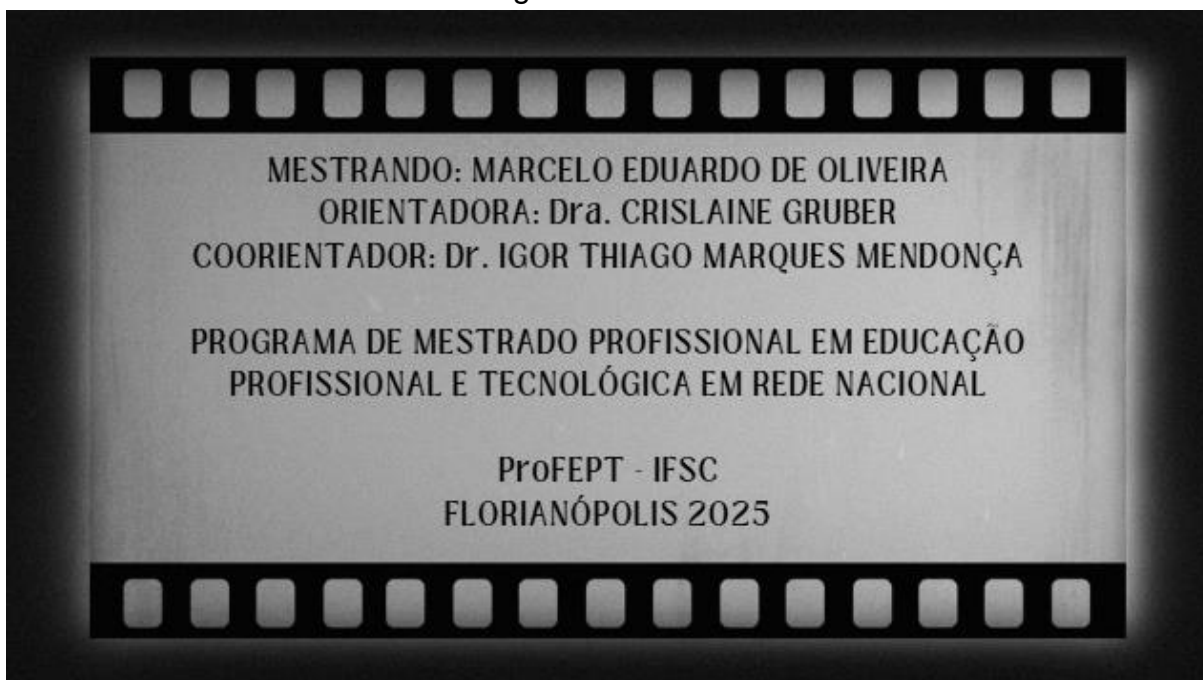 MESTRANDO: MARCELO EDUARDO DE OLIVEIRA
ORIENTADORA: Dra. CRISLAINE GRUBER
COORIENTADOR: Dr. IGOR THIAGO MARQUES MENDONÇA
PROGRAMA DE MESTRADO PROFISSIONAL EM EDUCAÇÃO
PROFISSIONAL E TECNOLÓGICA EM REDE NACIONAL
ProFEPT - IFSC
FLORIANÓPOLIS 2025